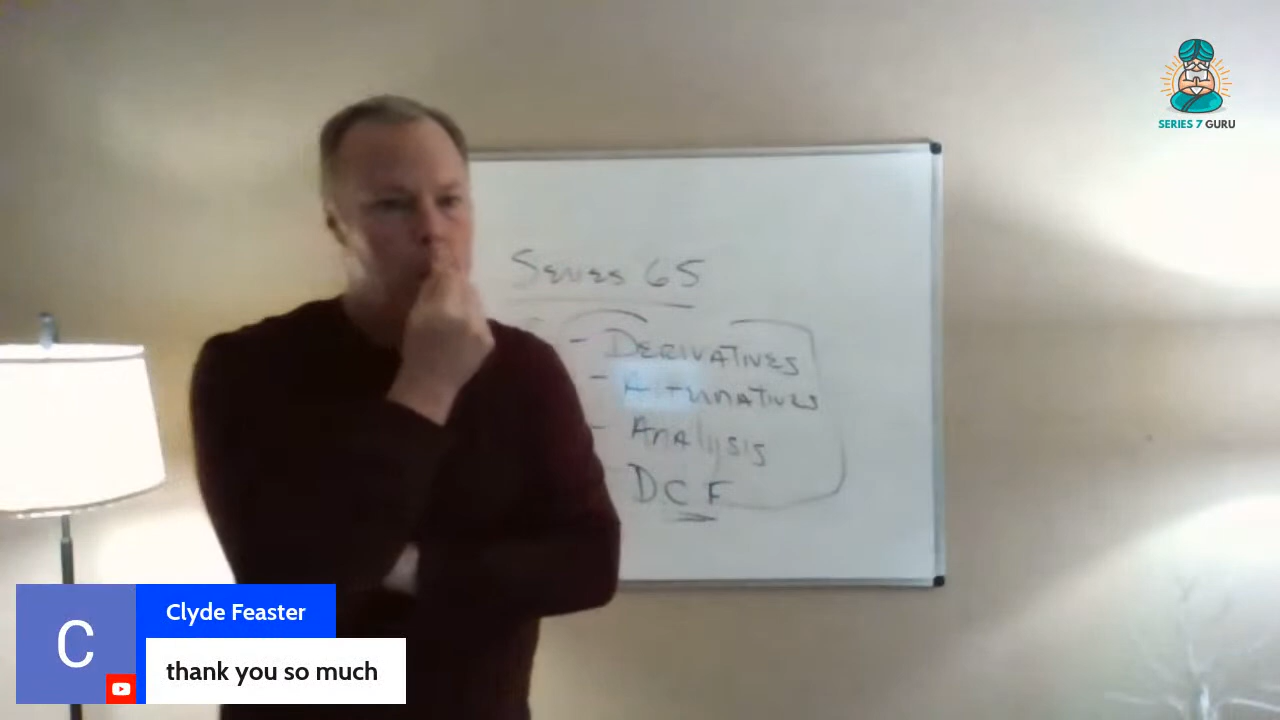 SERIES 7 GURU
Series 65
- DERIVATIVES
- ALTERNATIVES
- Analysis
DCF
C
Clyde Feaster
thank you so much